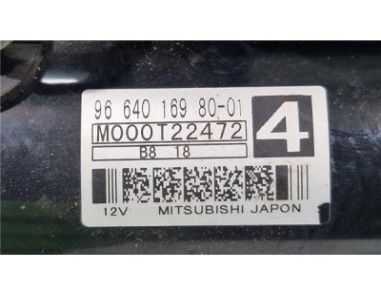 96 640 169 80-01
M000T22472
4
B8 18
12V MITSUBISHI JAPON